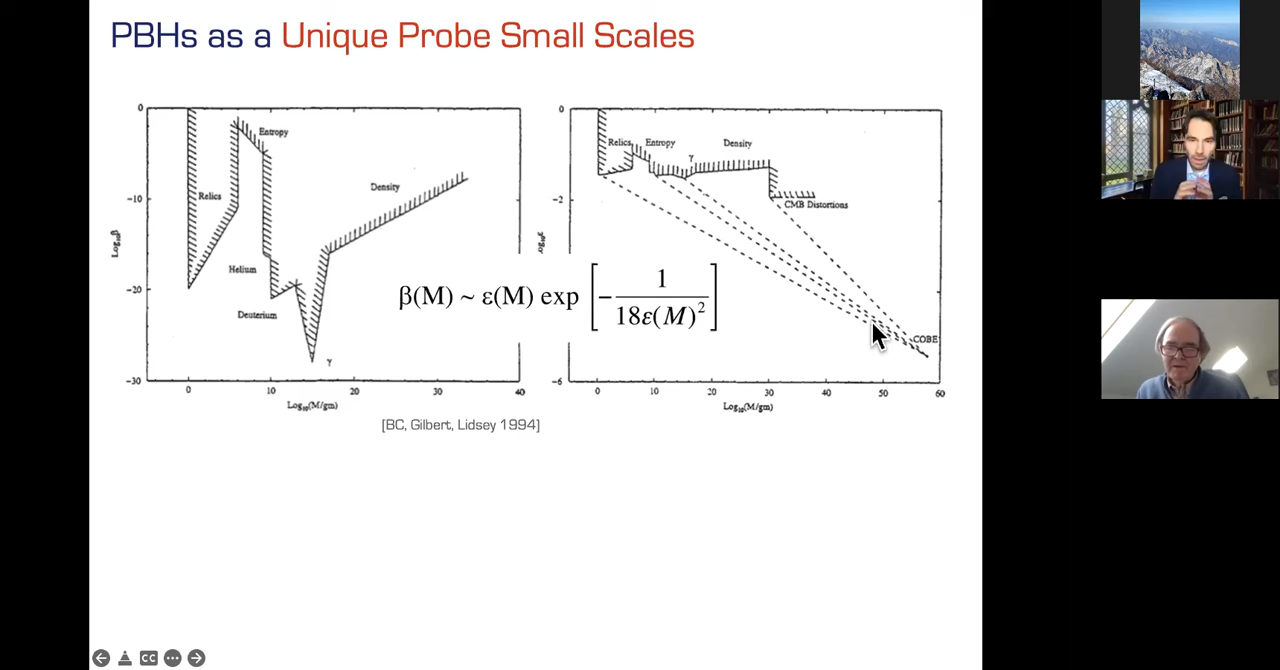 PBHs as a Unique Probe Small Scales
0
-10
-20
-30
Log₁₀β
Entropy
Relics
Density
Helium
Deuterium
γ
0
10
20
30
40
Log₁₀(M/gm)
0
-2
-6
Log₁₀ε
Relics
Entropy
γ
Density
CMB Distortions
COBE
0
10
20
30
40
50
60
Log₁₀(M/gm)
β(M) ~ ε(M) exp [ - 1 / 18ε(M)² ]
[BC, Gilbert, Lidsey 1994]
CC